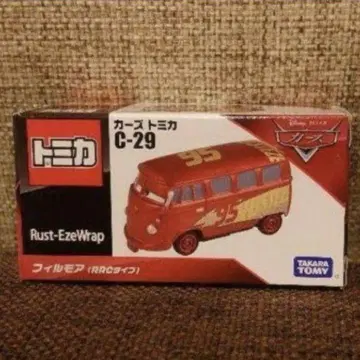 カーズ トミカ
C-29
トミカ
Disney · PIXAR
カーズ
95
95
Rust-EzeWrap
フィルモア (RRCタイプ)
TAKARA
TOMY